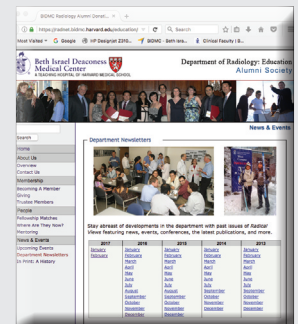 BIDMC Radiology Alumni Donati...
https://radnet.bidmc.harvard.edu/education/
Search
Most Visited
Google
HP Designjet Z310...
BIDMC - Beth Isra...
Clinical Faculty | B...
Beth Israel Deaconess
Medical Center
A TEACHING HOSPITAL OF HARVARD MEDICAL SCHOOL
Department of Radiology: Education
Alumni Society
News & Events
Search
Home
About Us
Overview
Contact Us
Membership
Becoming A Member
Giving
Trustee Members
People
Fellowship Matches
Where Are They Now?
Mentoring
News & Events
Upcoming Events
Department Newsletters
In Print: A History
Department Newsletters
Stay abreast of developments in the department with past issues of Radical
Views featuring news, events, conferences, the latest publications, and more.
2017 2016 2015 2014 2013
January January January January January
February February February February February
March March March March
April April April April
May May May May
June June June June
July July July July
August August September September
September September October October
October October November November
November November December December
December December